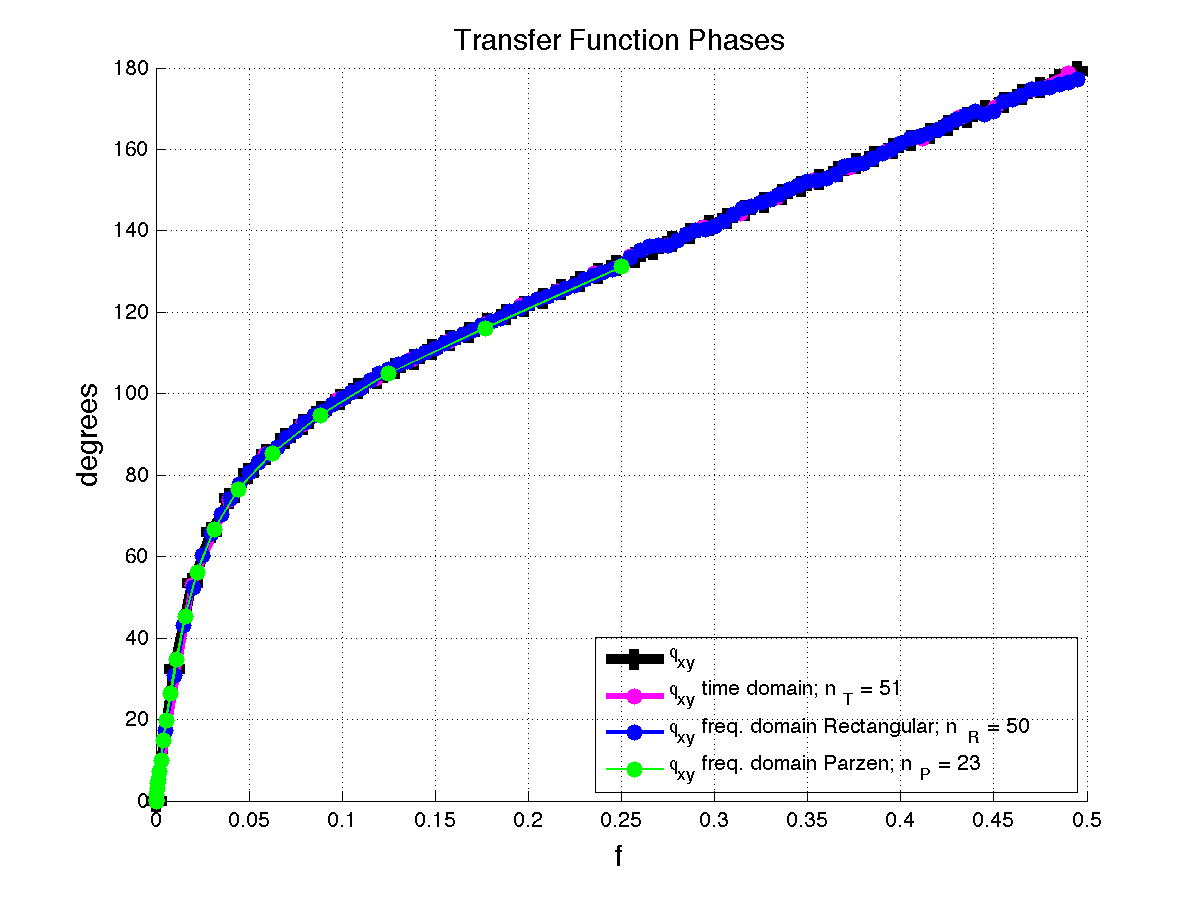 Transfer Function Phases
180
160
140
120
100
80
60
40
20
0
degrees
0 0.05 0.1 0.15 0.2 0.25 0.3 0.35 0.4 0.45 0.5
f
q xy
q xy time domain; n T = 51
q xy freq. domain Rectangular; n R = 50
q xy freq. domain Parzen; n P = 23